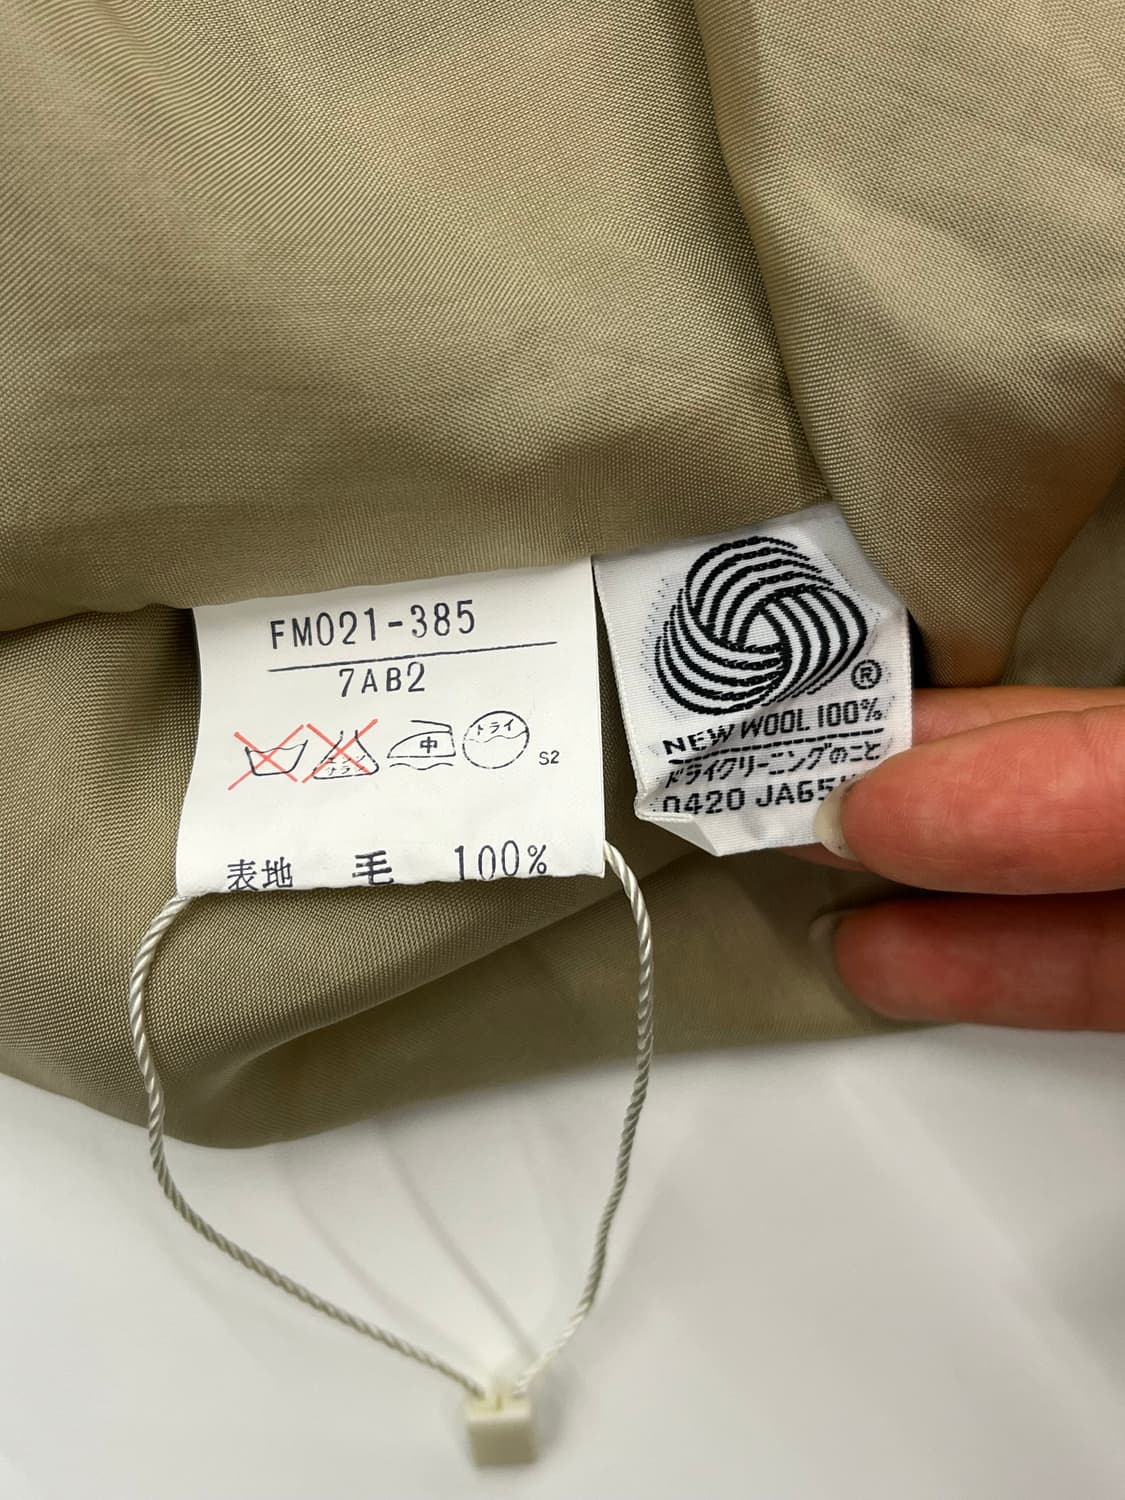 FM021-385
7AB2
中
ドライ
S2
表地 毛 100%
®
NEW WOOL 100%
ドライクリーニングのこと
0420 JA65